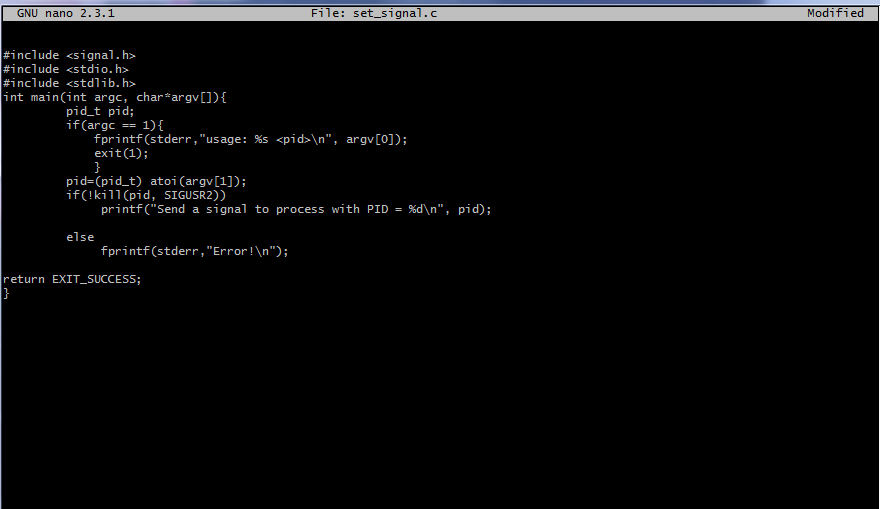 GNU nano 2.3.1 File: set_signal.c Modified
#include <signal.h>
#include <stdio.h>
#include <stdlib.h>
int main(int argc, char*argv[]){
         pid_t pid;
         if(argc == 1){
             fprintf(stderr,"usage: %s <pid>\n", argv[0]);
             exit(1);
             }
         pid=(pid_t) atoi(argv[1]);
         if(!kill(pid, SIGUSR2))
              printf("Send a signal to process with PID = %d\n", pid);
         else
              fprintf(stderr,"Error!\n");
return EXIT_SUCCESS;
}